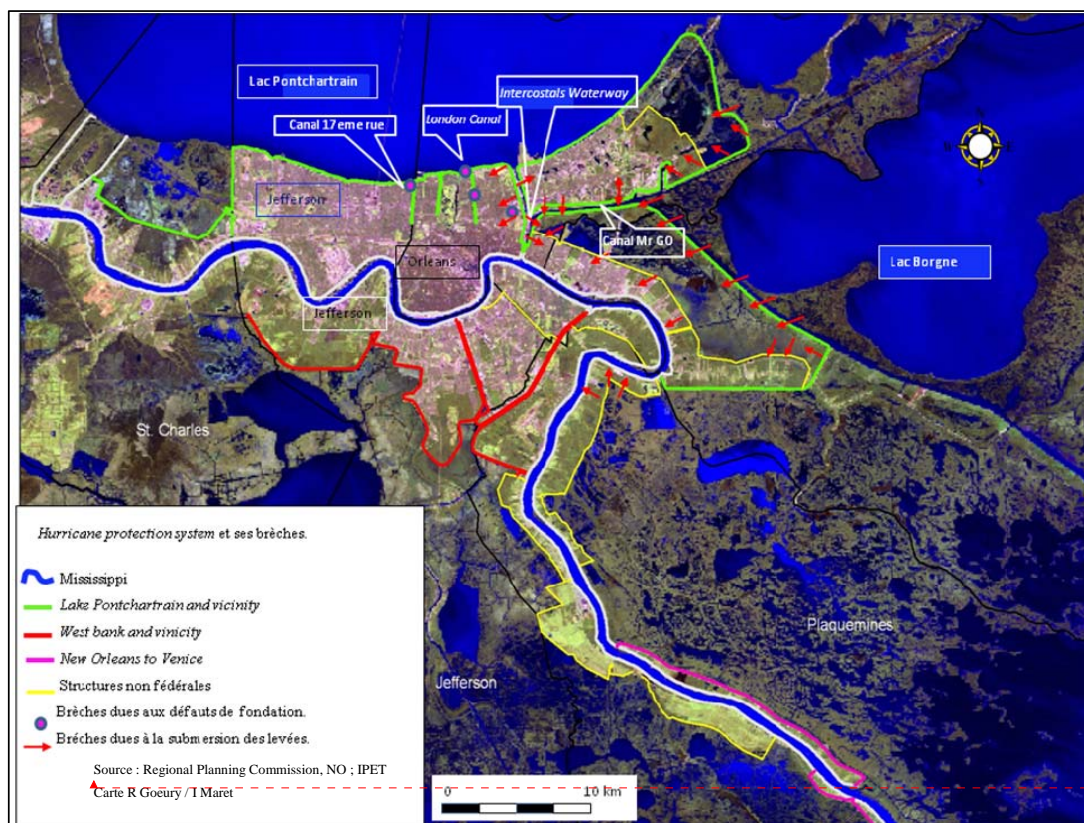 Lac Pontchartrain
Intercostals Waterway
London Canal
Canal 17eme rue
Jefferson
Orleans
Canal Mr GO
Lac Borgne
Jefferson
St. Charles
Plaquemines
Jefferson
Hurricane protection system et ses brèches.
Mississippi
Lake Pontchartrain and vicinity
West bank and vinicity
New Orleans to Venice
Structures non fédérales
Brèches dues aux défauts de fondation.
Bréches dues à la submersion des levées.
Source : Regional Planning Commission, NO ; IPET
Carte R Goeury / I Maret
0 10 km